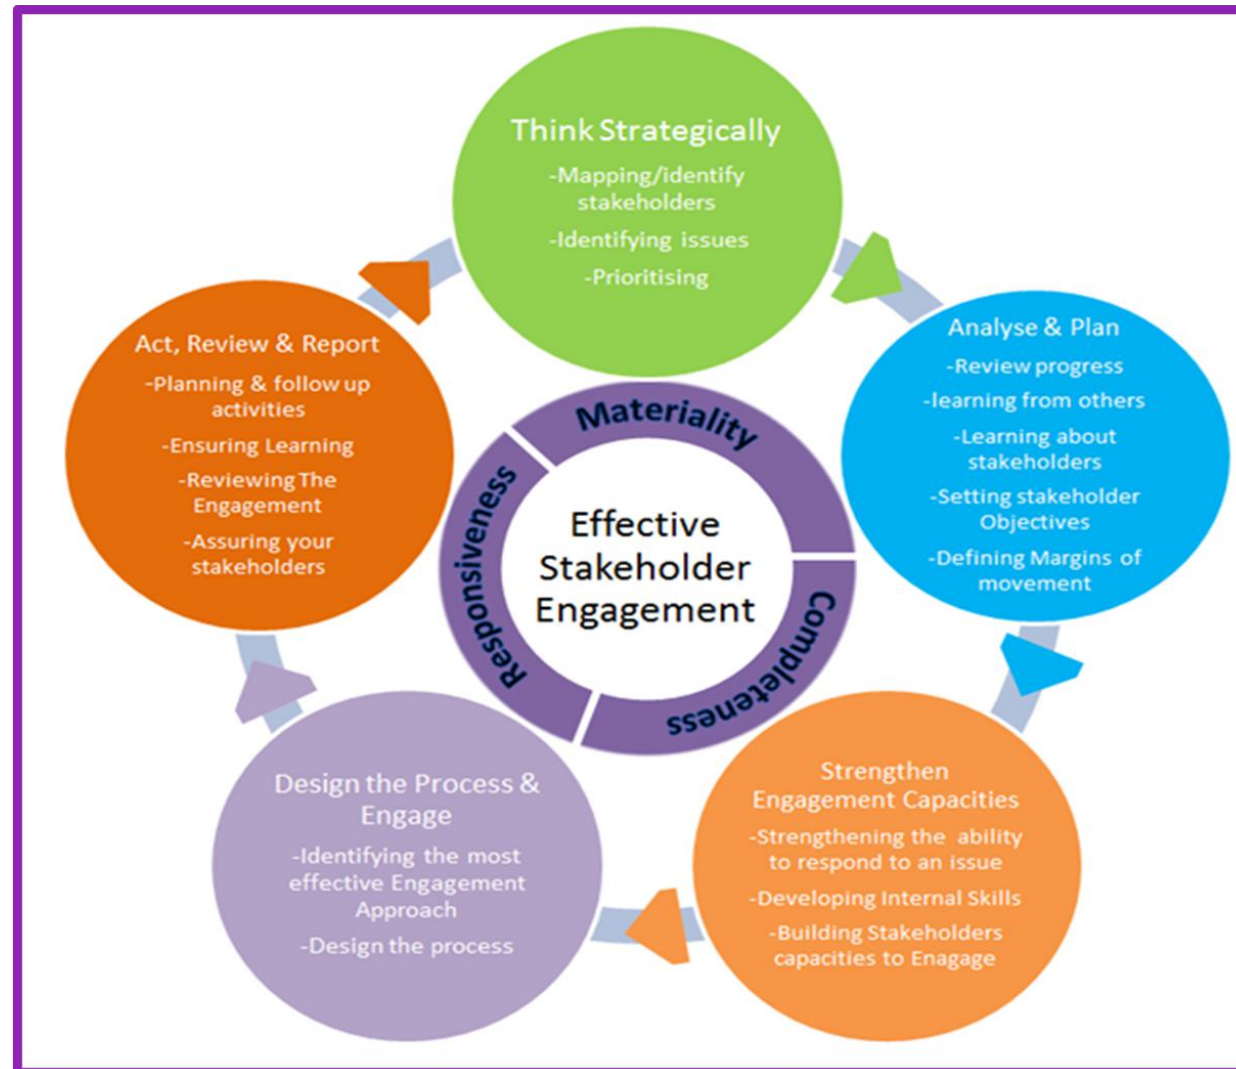 Think Strategically
-Mapping/identify
stakeholders
-Identifying issues
-Prioritising
Analyse & Plan
-Review progress
-learning from others
-Learning about
stakeholders
-Setting stakeholder
Objectives
-Defining Margins of
movement
Strengthen
Engagement Capacities
-Strengthening the ability
to respond to an issue
-Developing Internal Skills
-Building Stakeholders
capacities to Enagage
Design the Process &
Engage
-Identifying the most
effective Engagement
Approach
-Design the process
Act, Review & Report
-Planning & follow up
activities
-Ensuring Learning
-Reviewing The
Engagement
-Assuring your
stakeholders
Materiality
Completeness
Responsiveness
Effective
Stakeholder
Engagement